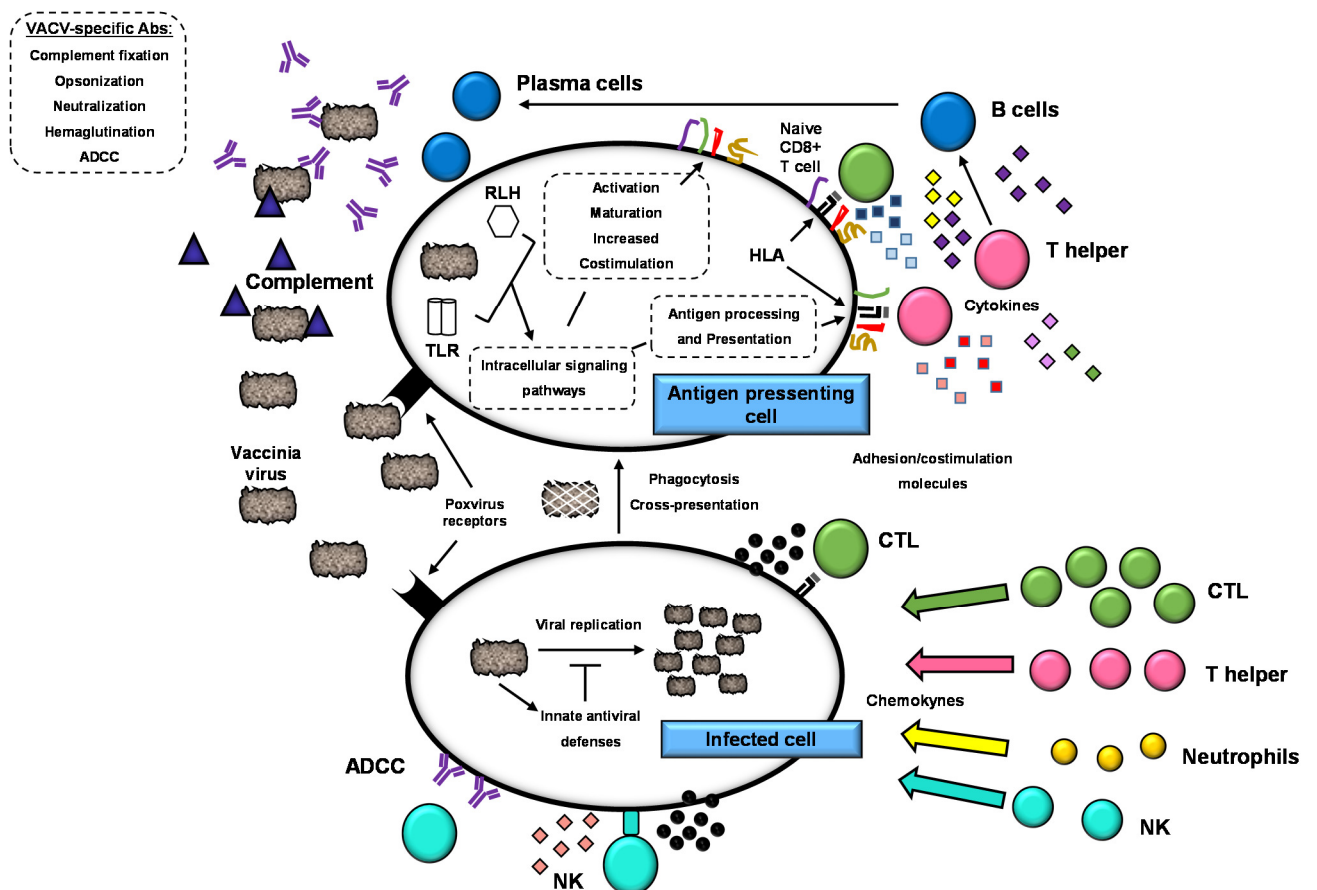 VACV-specific Abs:
Complement fixation
Opsonization
Neutralization
Hemaglutination
ADCC
Plasma cells
B cells
Naive
CD8+
T cell
RLH
Activation
Maturation
Increased
Costimulation
HLA
T helper
Complement
Cytokines
TLR
Antigen processing
and Presentation
Intracellular signaling
pathways
Antigen pressenting
cell
Vaccinia
virus
Poxvirus
receptors
Phagocytosis
Cross-presentation
Adhesion/costimulation
molecules
CTL
CTL
Viral replication
T helper
Innate antiviral
defenses
Chemokynes
Infected cell
Neutrophils
ADCC
NK
NK